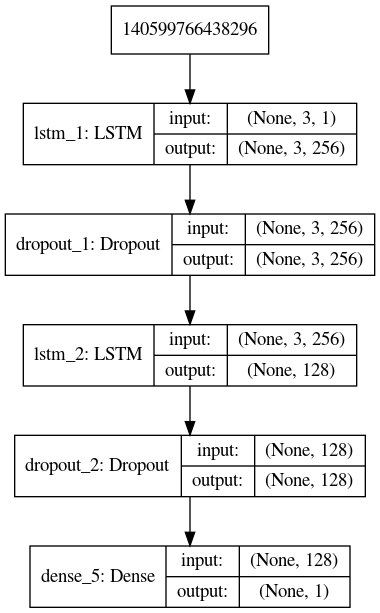 140599766438296
lstm_1: LSTM
input:
(None, 3, 1)
output:
(None, 3, 256)
dropout_1: Dropout
input:
(None, 3, 256)
output:
(None, 3, 256)
lstm_2: LSTM
input:
(None, 3, 256)
output:
(None, 128)
dropout_2: Dropout
input:
(None, 128)
output:
(None, 128)
dense_5: Dense
input:
(None, 128)
output:
(None, 1)